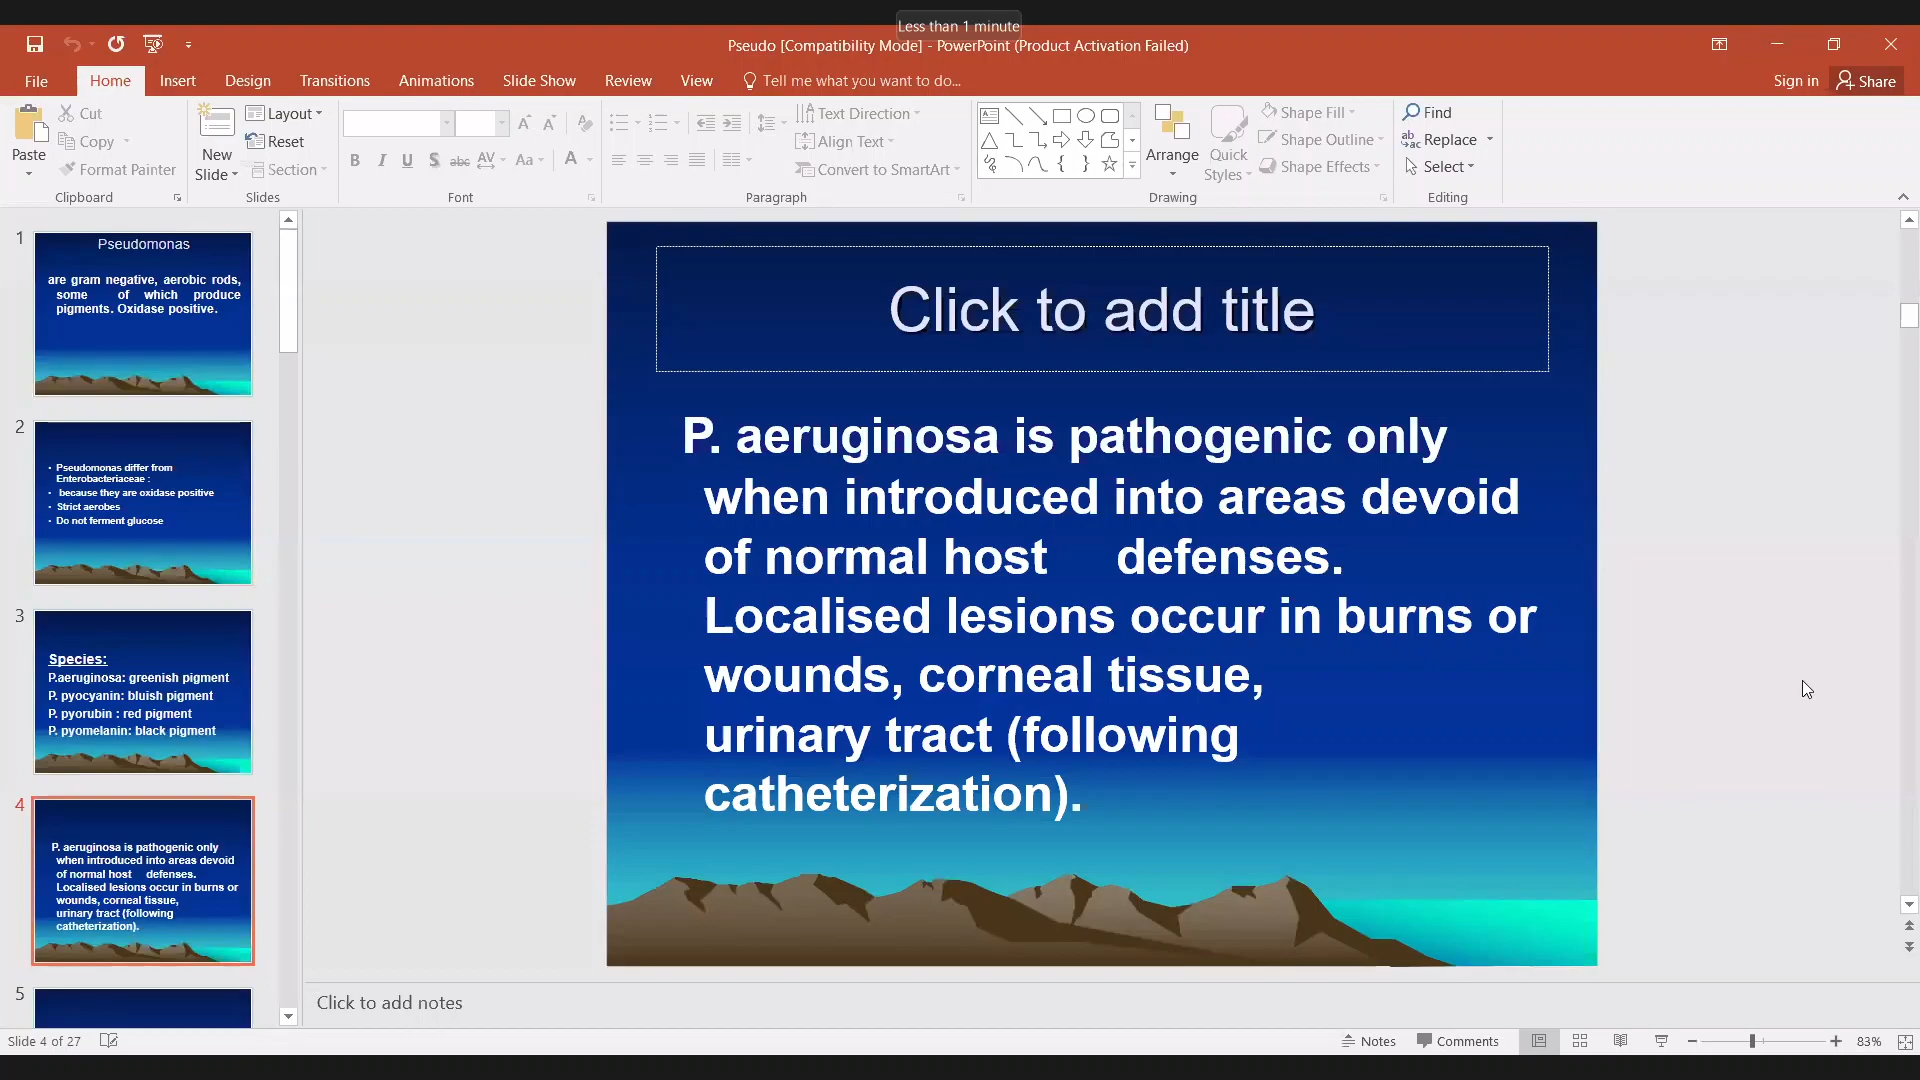 Less than 1 minute
Pseudo [Compatibility Mode] - PowerPoint (Product Activation Failed)
File Home Insert Design Transitions Animations Slide Show Review View Tell me what you want to do... Sign in Share
Paste
Cut
Copy
Format Painter
Clipboard
New Slide
Layout
Reset
Section
Slides
B I U S abc AV Aa A
Font
Text Direction
Align Text
Convert to SmartArt
Paragraph
Arrange
Quick Styles
Shape Fill
Shape Outline
Shape Effects
Drawing
Find
Replace
Select
Editing
1
Pseudomonas
are gram negative, aerobic rods,
some of which produce
pigments. Oxidase positive.
2
• Pseudomonas differ from
Enterobacteriaceae :
• because they are oxidase positive
• Strict aerobes
• Do not ferment glucose
3
Species:
P.aeruginosa: greenish pigment
P. pyocyanin: bluish pigment
P. pyorubin : red pigment
P. pyomelanin: black pigment
4
P. aeruginosa is pathogenic only
when introduced into areas devoid
of normal host defenses.
Localised lesions occur in burns or
wounds, corneal tissue,
urinary tract (following
catheterization).
5
Click to add title
P. aeruginosa is pathogenic only
when introduced into areas devoid
of normal host defenses.
Localised lesions occur in burns or
wounds, corneal tissue,
urinary tract (following
catheterization).
Click to add notes
Slide 4 of 27
Notes Comments 83%